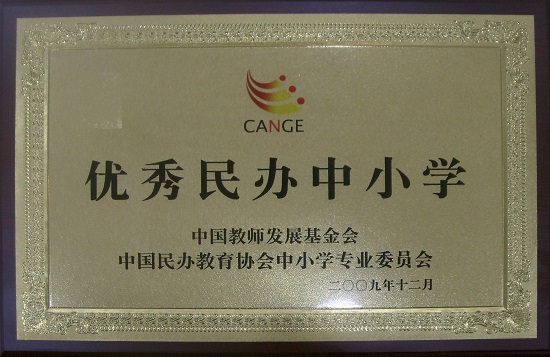 CANGE
优秀民办中小学
中国教师发展基金会
中国民办教育协会中小学专业委员会
二〇〇九年十二月